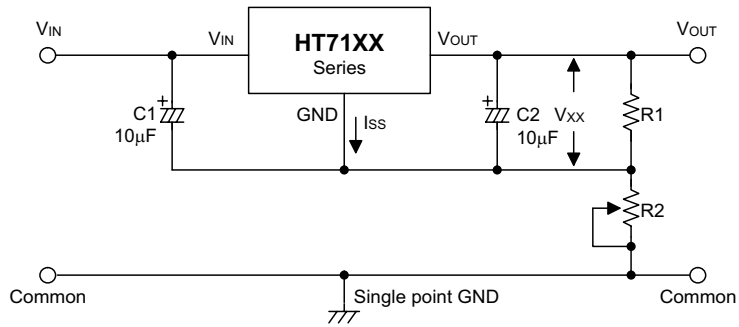 VIN
VIN
HT71XX
Series
VOUT
VOUT
GND
ISS
+
C1
10µF
+
C2
10µF
VXX
R1
R2
Common
Single point GND
Common